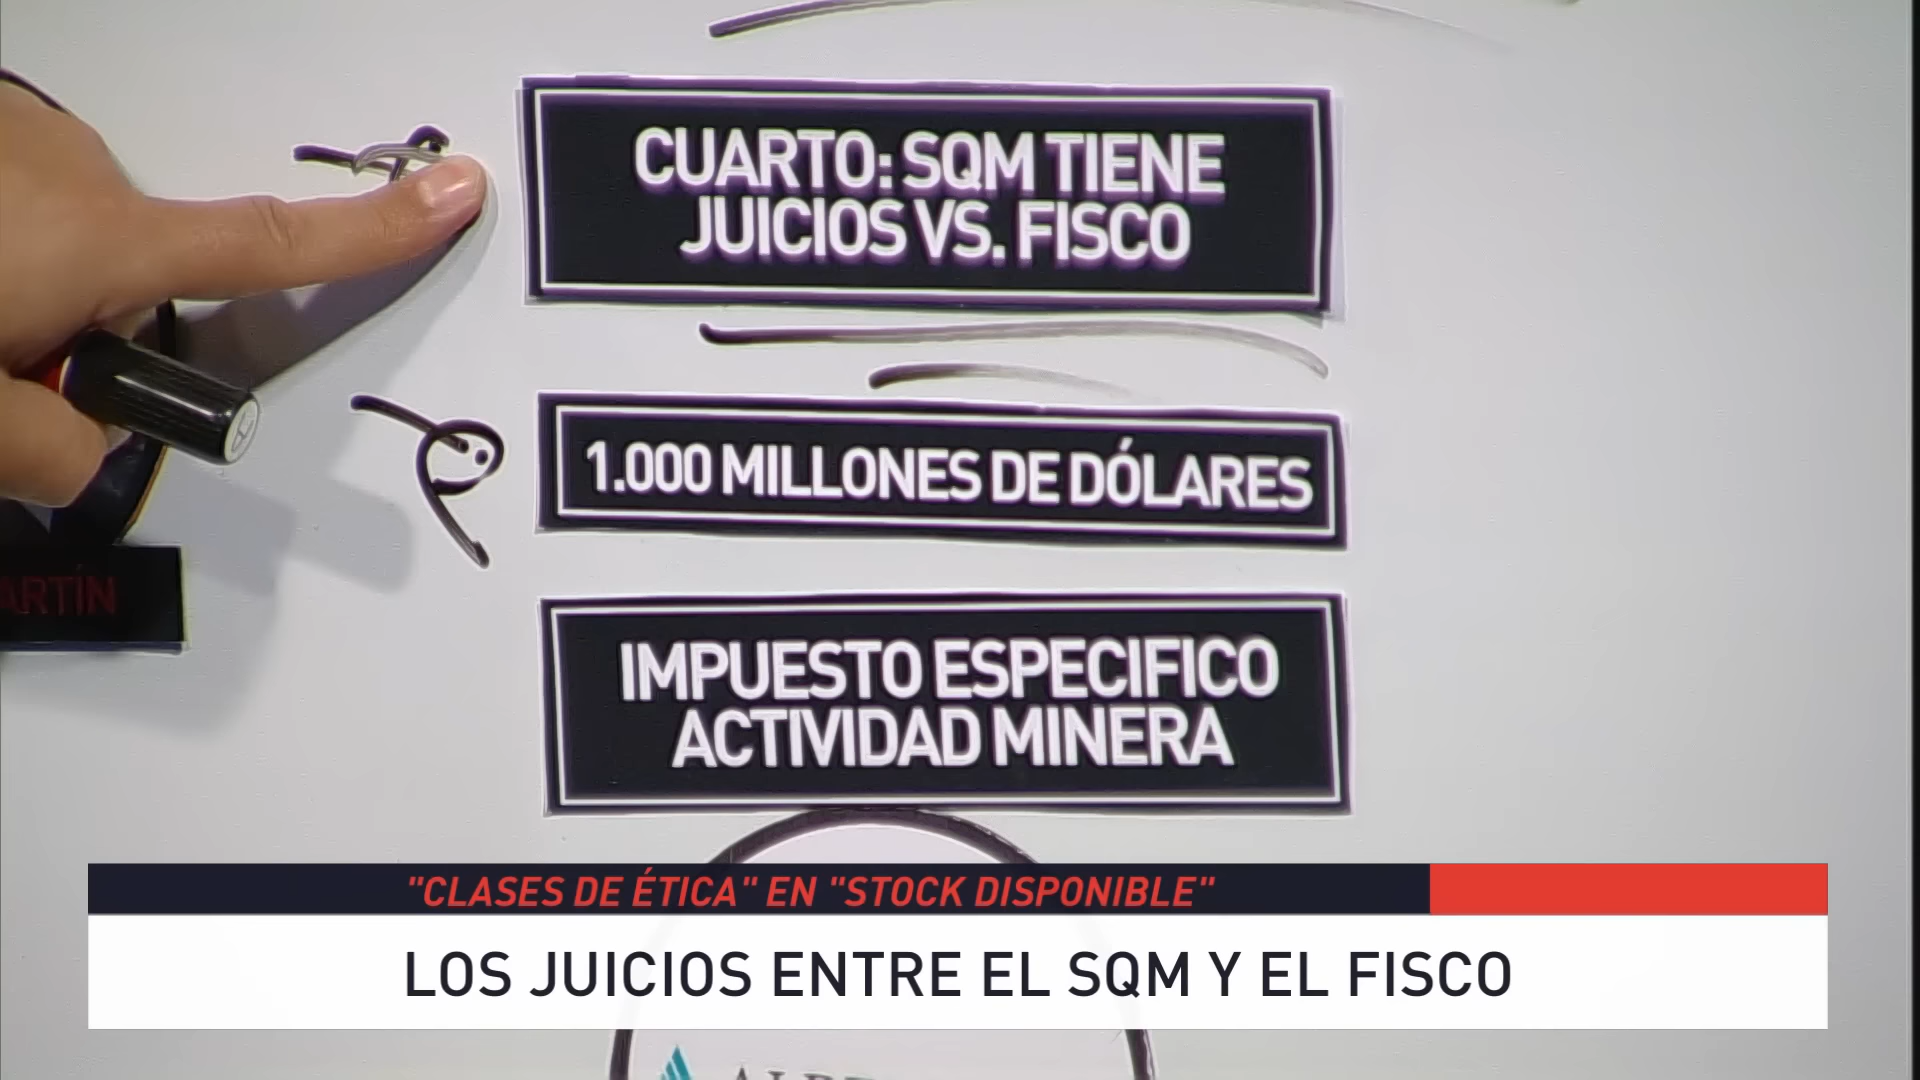 CUARTO: SQM TIENE
JUICIOS VS. FISCO
1.000 MILLONES DE DÓLARES
IMPUESTO ESPECIFICO
ACTIVIDAD MINERA
ARTÍN
"CLASES DE ÉTICA" EN "STOCK DISPONIBLE"
LOS JUICIOS ENTRE EL SQM Y EL FISCO